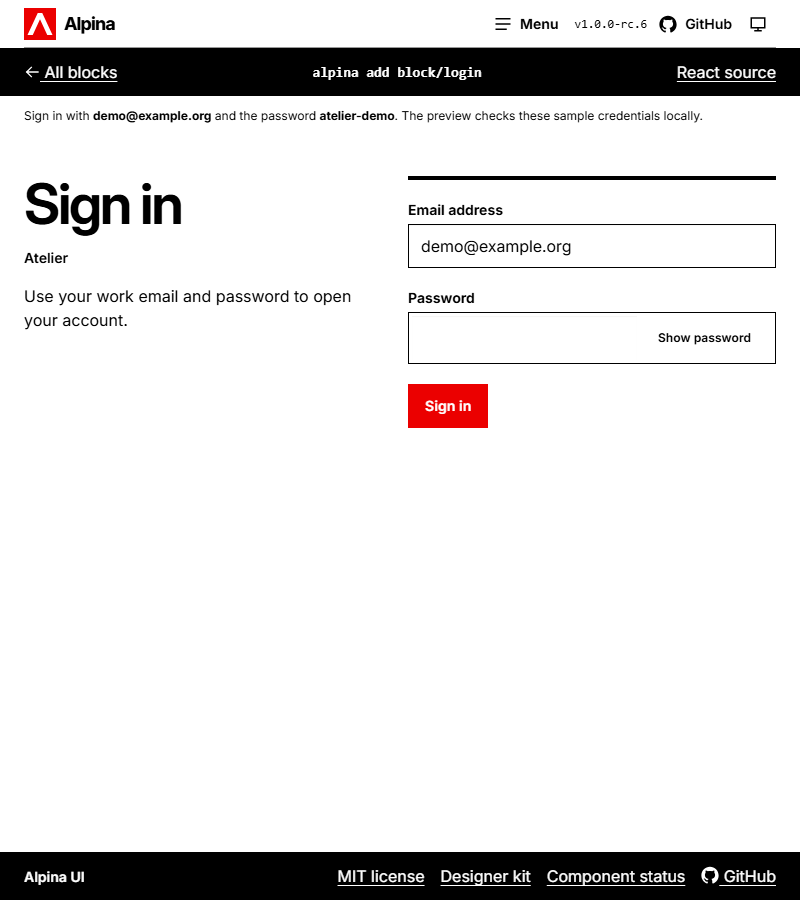 Alpina
Menu
v1.0.0-rc.6
GitHub
All blocks
alpina add block/login
React source
Sign in with demo@example.org and the password atelier-demo. The preview checks these sample credentials locally.
Sign in
Atelier
Use your work email and password to open
your account.
Email address
demo@example.org
Password
Show password
Sign in
Alpina UI
MIT license
Designer kit
Component status
GitHub